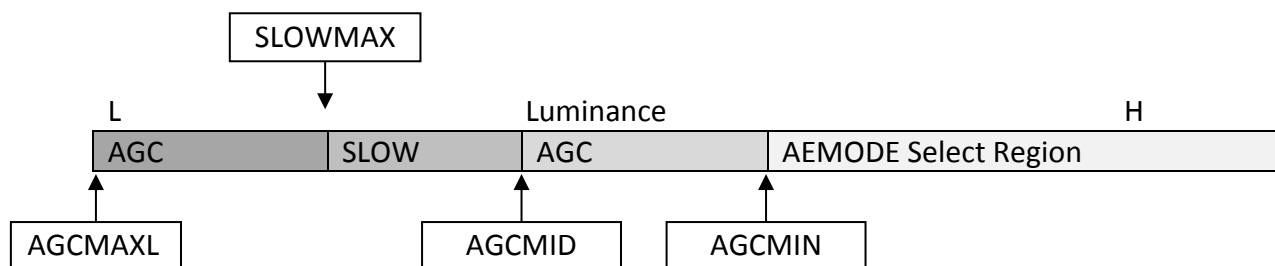 SLOWMAX
L Luminance H
AGC SLOW AGC AEMODE Select Region
AGCMAXL AGCMID AGCMIN